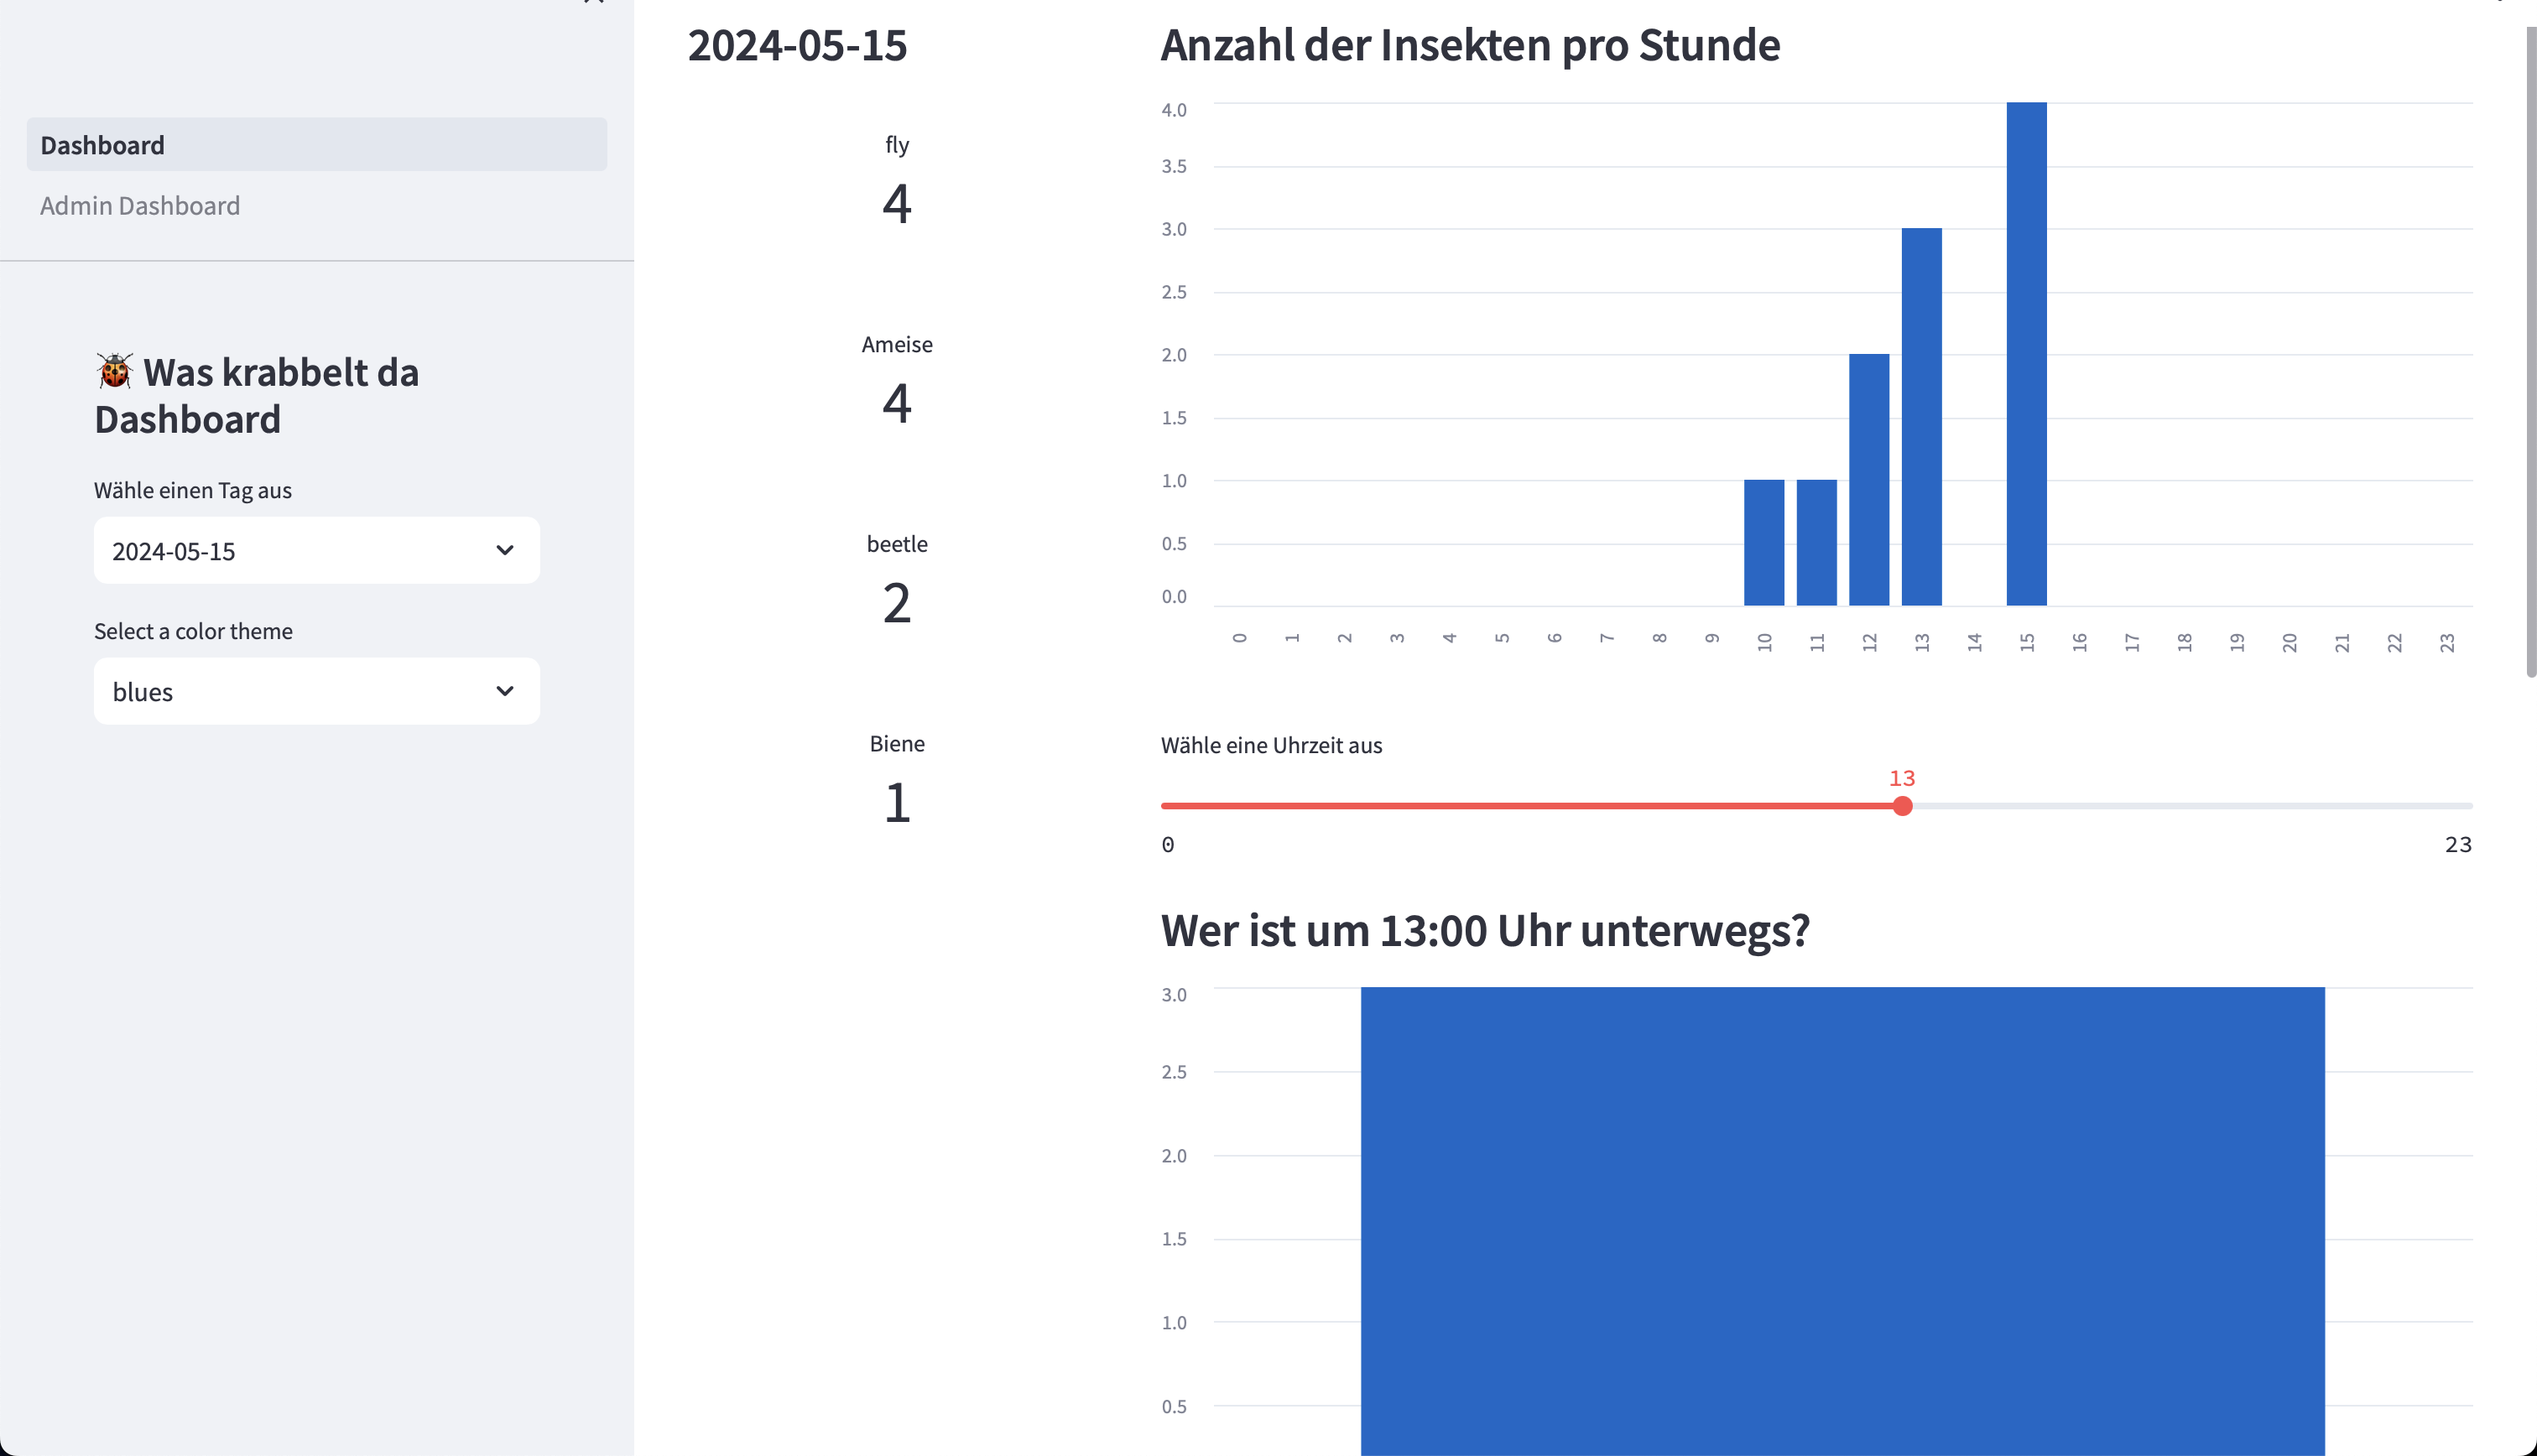 Dashboard
Admin Dashboard
🐞 Was krabbelt da
Dashboard
Wähle einen Tag aus
2024-05-15
Select a color theme
blues
2024-05-15
fly
4
Ameise
4
beetle
2
Biene
1
Anzahl der Insekten pro Stunde
4.0
3.5
3.0
2.5
2.0
1.5
1.0
0.5
0.0
0 1 2 3 4 5 6 7 8 9 10 11 12 13 14 15 16 17 18 19 20 21 22 23
Wähle eine Uhrzeit aus
13
0 23
Wer ist um 13:00 Uhr unterwegs?
3.0
2.5
2.0
1.5
1.0
0.5